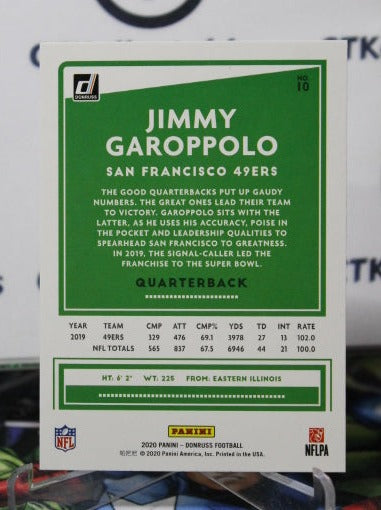 CTK
DONRUSS
NO.
10
JIMMY
GAROPPOLO
SAN FRANCISCO 49ERS
THE GOOD QUARTERBACKS PUT UP GAUDY
NUMBERS. THE GREAT ONES LEAD THEIR TEAM
TO VICTORY. GAROPPOLO SITS WITH THE
LATTER, AS HE USES HIS ACCURACY, POISE IN
THE POCKET AND LEADERSHIP QUALITIES TO
SPEARHEAD SAN FRANCISCO TO GREATNESS.
IN 2019, THE SIGNAL-CALLER LED THE
FRANCHISE TO THE SUPER BOWL.
QUARTERBACK
YEAR TEAM CMP ATT CMP% YDS TD INT RATE
2019 49ERS 329 476 69.1 3978 27 13 102.0
NFL TOTALS 565 837 67.5 6946 44 21 100.0
HT: 6' 2" WT: 225 FROM: EASTERN ILLINOIS
NFL
PANINI
NFLPA
2020 PANINI – DONRUSS FOOTBALL
© 2020 Panini America, Inc. Printed in the USA.